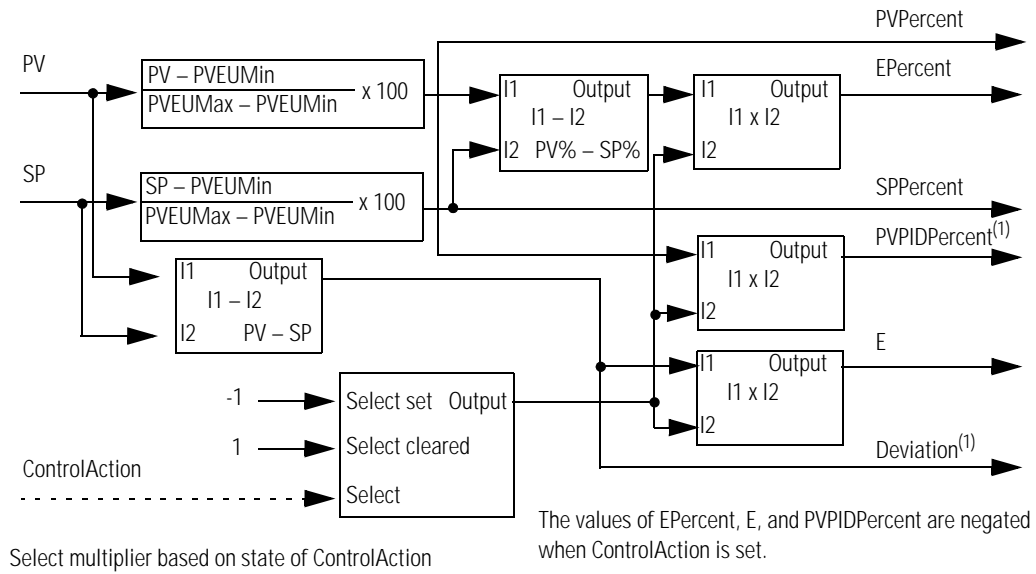 PVPercent
PV
PV – PVEUMin
PVEUMax – PVEUMin
x 100
I1 Output
I1 – I2
I2 PV% – SP%
I1 Output
I1 x I2
I2
EPercent
SP
SP – PVEUMin
PVEUMax – PVEUMin
x 100
SPPercent
I1 Output
I1 x I2
I2
PVPIDPercent(1)
I1 Output
I1 – I2
I2 PV – SP
I1 Output
I1 x I2
I2
E
-1
Select set Output
1
Select cleared
ControlAction
Select
Deviation(1)
The values of EPercent, E, and PVPIDPercent are negated
when ControlAction is set.
Select multiplier based on state of ControlAction